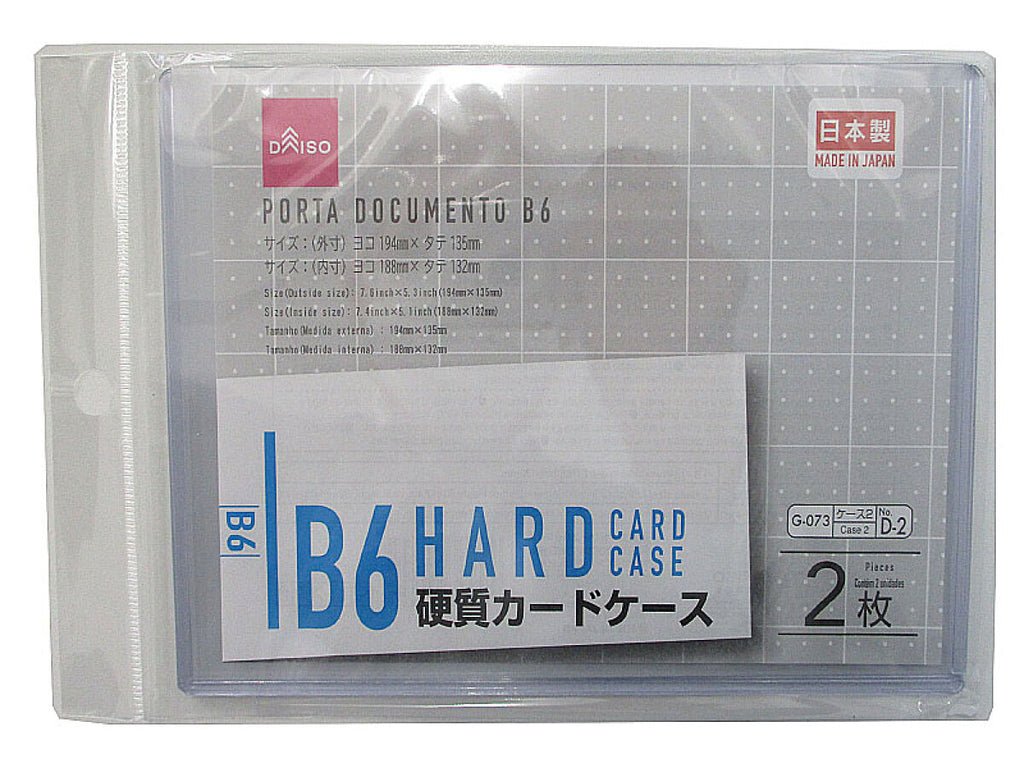 DAISO
日本製
MADE IN JAPAN
PORTA DOCUMENTO B6
サイズ：（外寸）ヨコ 194mm× タテ 135mm
サイズ：（内寸）ヨコ 188mm× タテ 132mm
Size(Outside size): 7.6inch×5.3inch(194mm×135mm)
Size(Inside size): 7.4inch×5.1inch(188mm×132mm)
Tamanho(Medida externa) : 194mm×135mm
Tamanho(Medida interna) : 188mm×132mm
B6
B6 HARD CARD CASE
硬質カードケース
G-073 ケース2 Case 2 No. D-2
2枚
Pieces
Contém 2 unidades